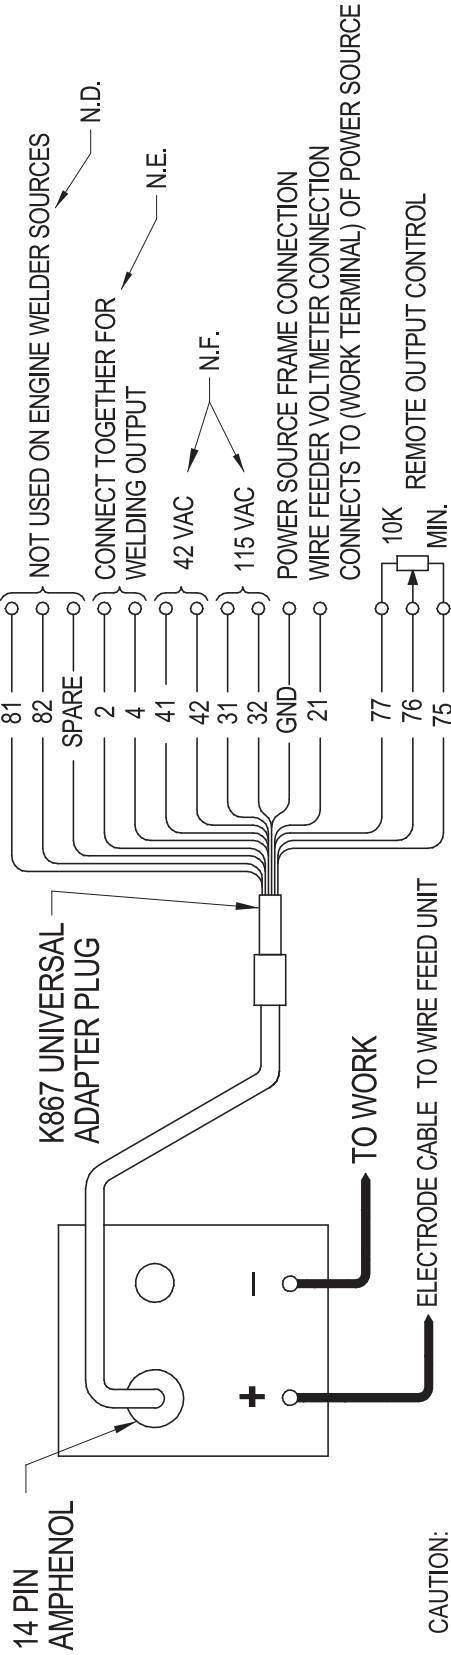 14 PIN
AMPHENOL
K867 UNIVERSAL
ADAPTER PLUG
81
82
SPARE
2
4
41
42
31
32
GND
21
77
76
75
NOT USED ON ENGINE WELDER SOURCES
N.D.
CONNECT TOGETHER FOR
WELDING OUTPUT
N.E.
42 VAC
115 VAC
N.F.
POWER SOURCE FRAME CONNECTION
WIRE FEEDER VOLTMETER CONNECTION
CONNECTS TO (WORK TERMINAL) OF POWER SOURCE
10K
REMOTE OUTPUT CONTROL
MIN.
+
–
TO WORK
ELECTRODE CABLE TO WIRE FEED UNIT
CAUTION: